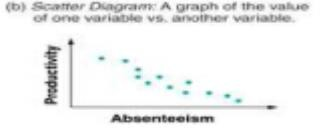 (b) Scatter Diagram: A graph of the value
of one variable vs. another variable.
Productivity
Absenteeism